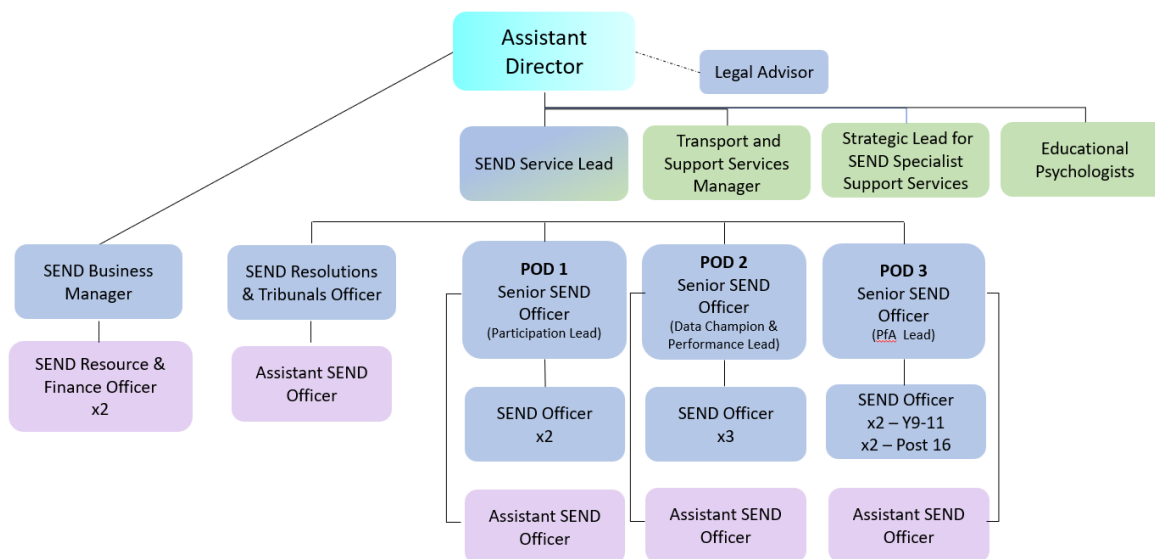 Assistant
Director
Legal Advisor
SEND Service Lead
Transport and
Support Services
Manager
Strategic Lead for
SEND Specialist
Support Services
Educational
Psychologists
SEND Business
Manager
SEND Resolutions
& Tribunals Officer
POD 1
Senior SEND
Officer
(Participation Lead)
POD 2
Senior SEND
Officer
(Data Champion &
Performance Lead)
POD 3
Senior SEND
Officer
(PfA Lead)
SEND Resource &
Finance Officer
x2
Assistant SEND
Officer
SEND Officer
x2
SEND Officer
x3
SEND Officer
x2 – Y9-11
x2 – Post 16
Assistant SEND
Officer
Assistant SEND
Officer
Assistant SEND
Officer